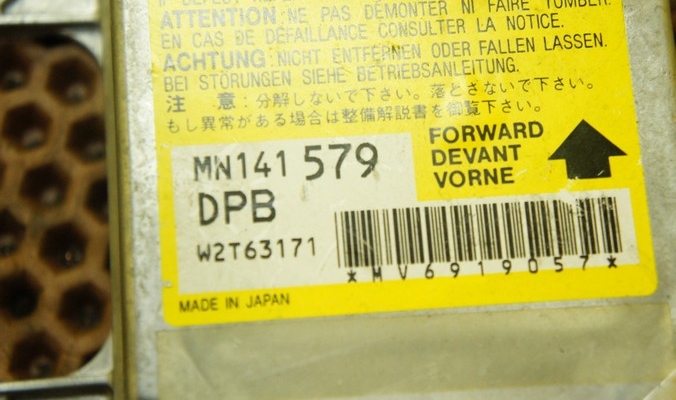 ATTENTION: NE PAS DÉMONTER NI FAIRE TOMBER.
EN CAS DE DÉFAILLANCE CONSULTER LA NOTICE.
ACHTUNG: NICHT ENTFERNEN ODER FALLEN LASSEN.
BEI STÖRUNGEN SIEHE BETRIEBSANLEITUNG.
注 意:分解しないで下さい。落とさないで下さい。
もし異常がある場合は整備解説書を御覧下さい。
FORWARD
DEVANT
VORNE
MN141 579
DPB
W2T63171
*MV6919057*
MADE IN JAPAN